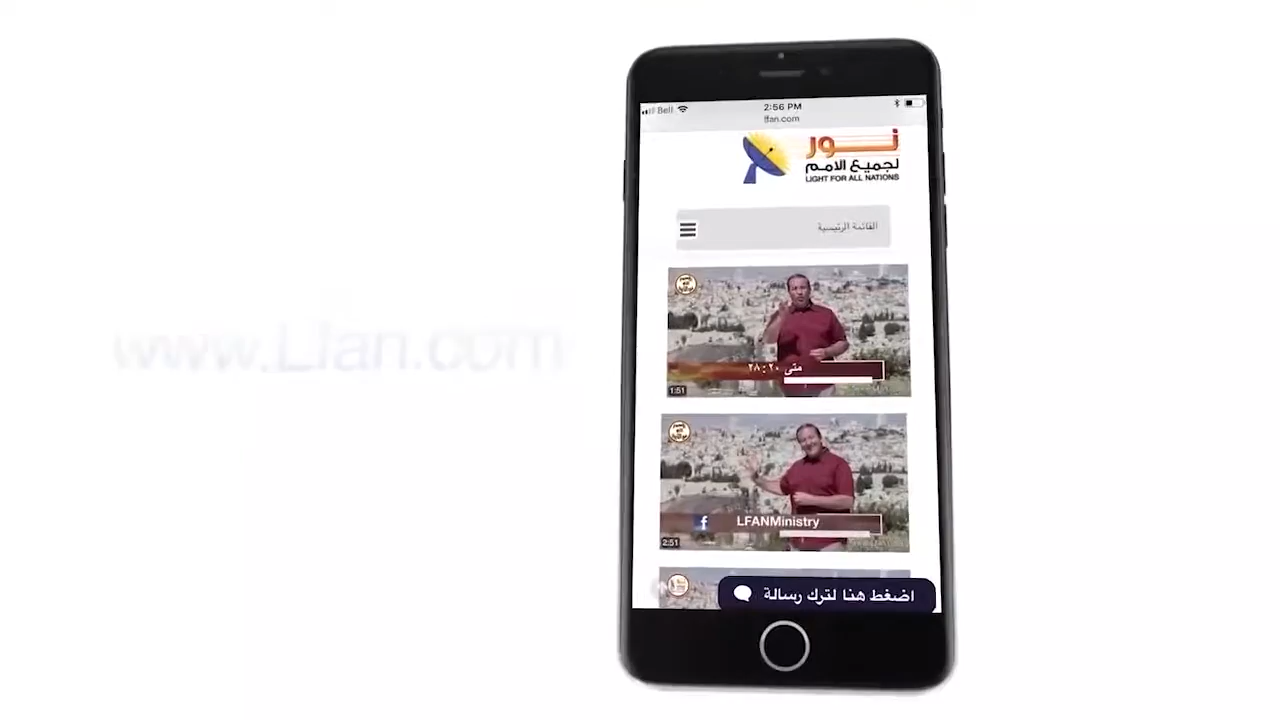 Bell
2:56 PM
lfan.com
نور
لجميع الامم
LIGHT FOR ALL NATIONS
القائمة الرئيسية
متى ٢٠ : ٢٨
1:51
LFANMinistry
2:51
اضغط هنا لترك رسالة
www.Lfan.com